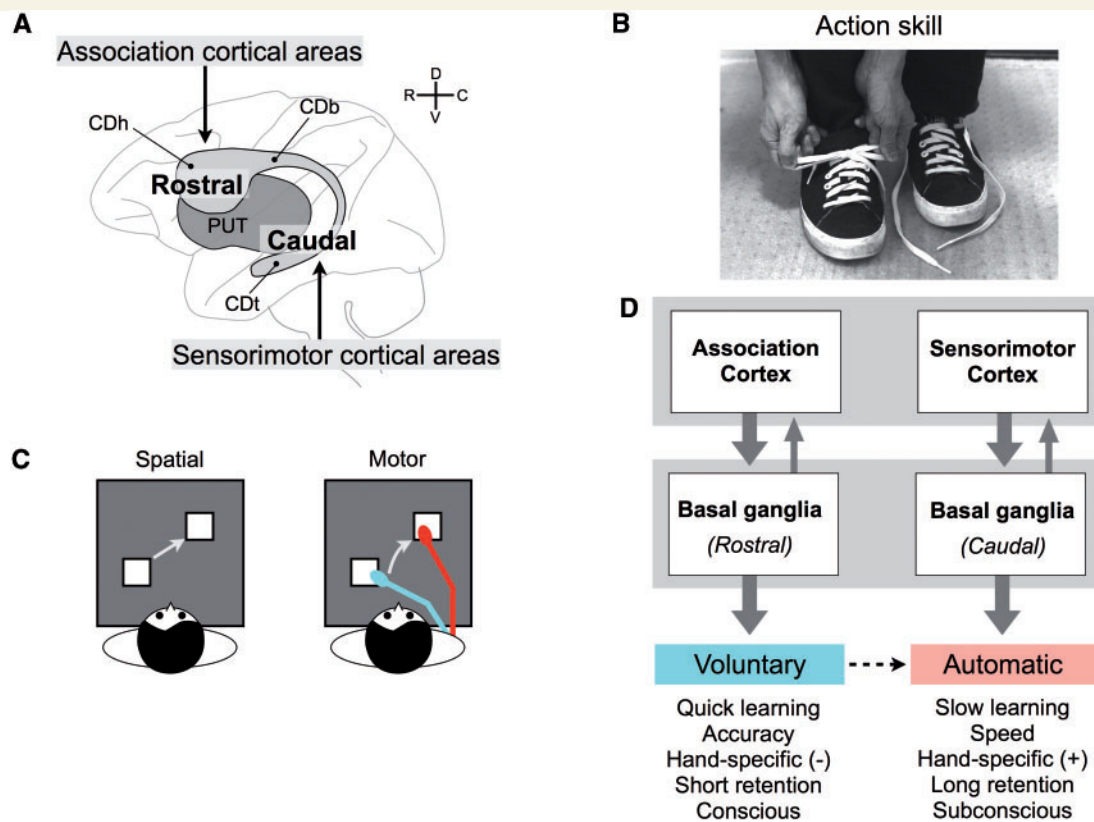 A
Association cortical areas
CDh
CDb
D
R
C
V
Rostral
PUT
Caudal
CDt
Sensorimotor cortical areas
B
Action skill
C
Spatial
Motor
D
Association
Cortex
Sensorimotor
Cortex
Basal ganglia
(Rostral)
Basal ganglia
(Caudal)
Voluntary
Automatic
Quick learning
Accuracy
Hand-specific (-)
Short retention
Conscious
Slow learning
Speed
Hand-specific (+)
Long retention
Subconscious